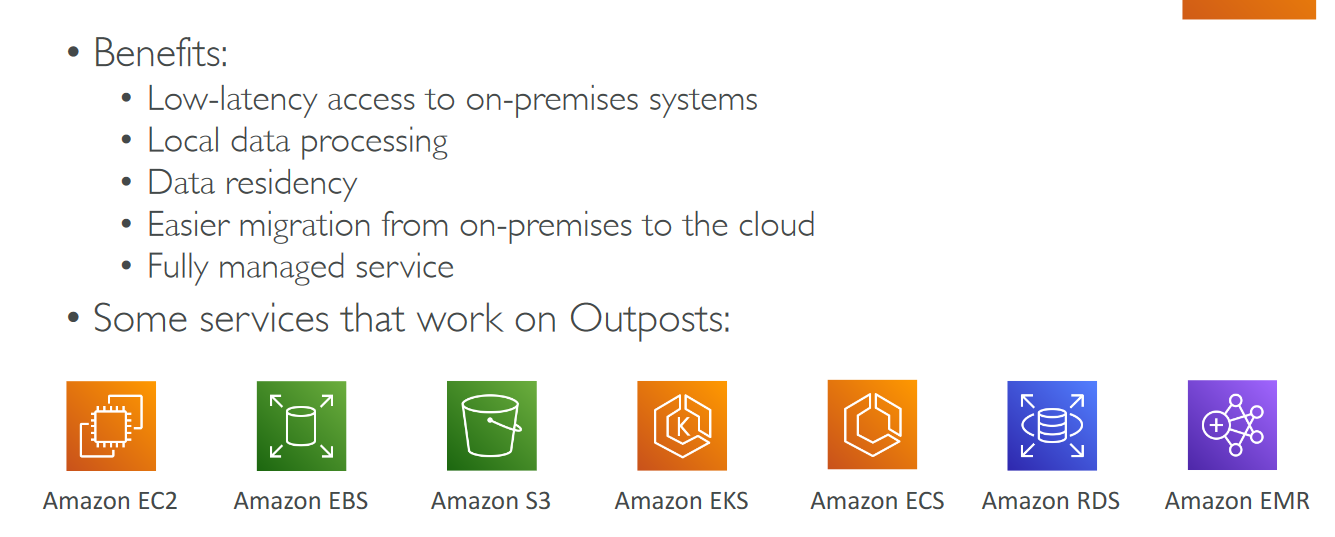 • Benefits:
• Low-latency access to on-premises systems
• Local data processing
• Data residency
• Easier migration from on-premises to the cloud
• Fully managed service
• Some services that work on Outposts:
K
Amazon EC2 Amazon EBS Amazon S3 Amazon EKS Amazon ECS Amazon RDS Amazon EMR